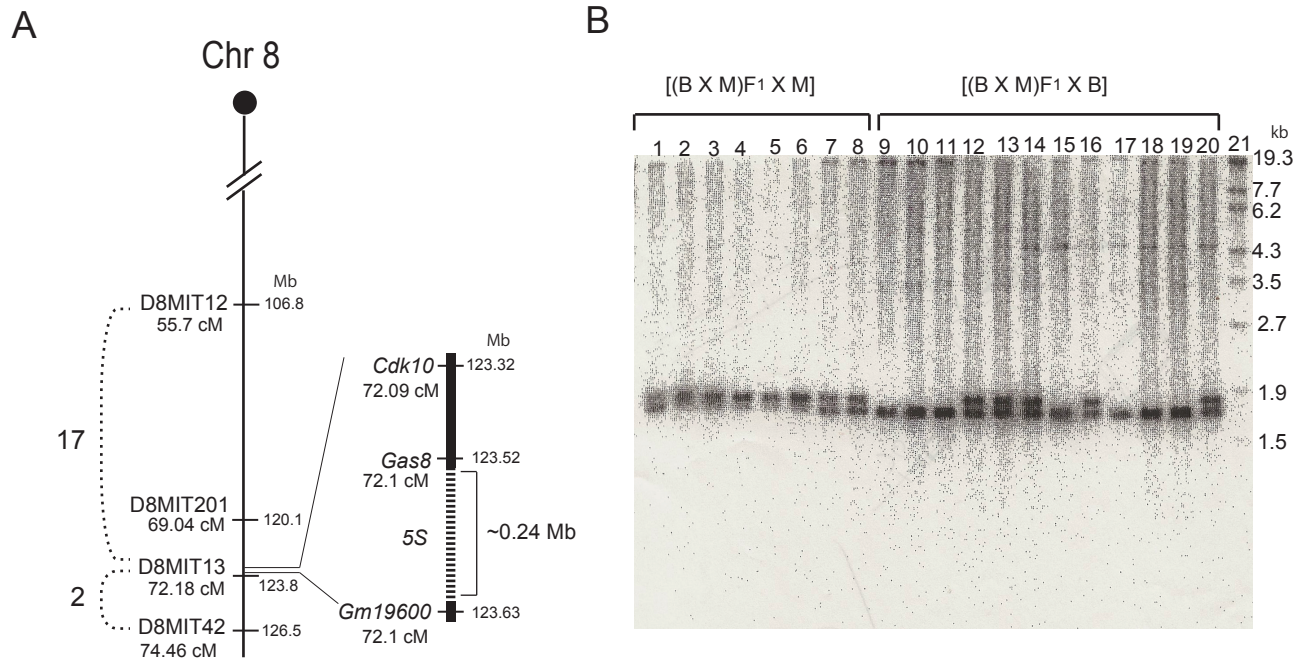 A
Chr 8
Mb
D8MIT12
106.8
55.7 cM
17
D8MIT201
120.1
69.04 cM
D8MIT13
123.8
72.18 cM
2
D8MIT42
126.5
74.46 cM
Mb
Cdk10
123.32
72.09 cM
Gas8
123.52
72.1 cM
5S
~0.24 Mb
Gm19600
123.63
72.1 cM
B
[(B X M)F1 X M] [(B X M)F1 X B]
1 2 3 4 5 6 7 8 9 10 11 12 13 14 15 16 17 18 19 20 21
kb
19.3
7.7
6.2
4.3
3.5
2.7
1.9
1.5